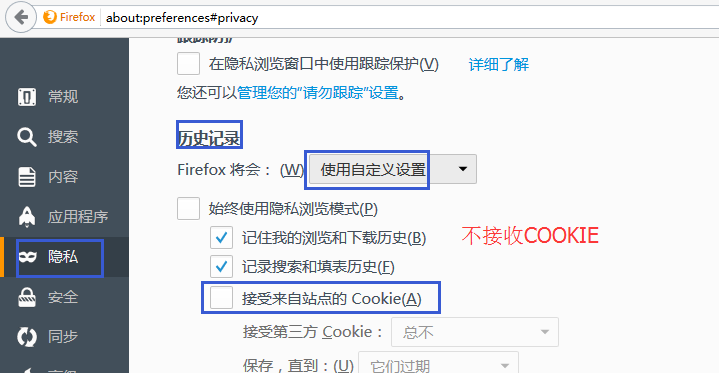 Firefox about:preferences#privacy
在隐私浏览窗口中使用跟踪保护(V) 详细了解
您还可以管理您的"请勿跟踪"设置。
常规
搜索
内容
应用程序
隐私
安全
同步
历史记录
Firefox 将会： (W) 使用自定义设置
始终使用隐私浏览模式(P)
记住我的浏览和下载历史(B)
不接收COOKIE
记录搜索和填表历史(F)
接受来自站点的 Cookie(A)
接受第三方 Cookie： 总不
保存，直到：(U) 它们过期